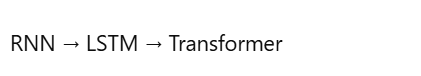 RNN → LSTM → Transformer